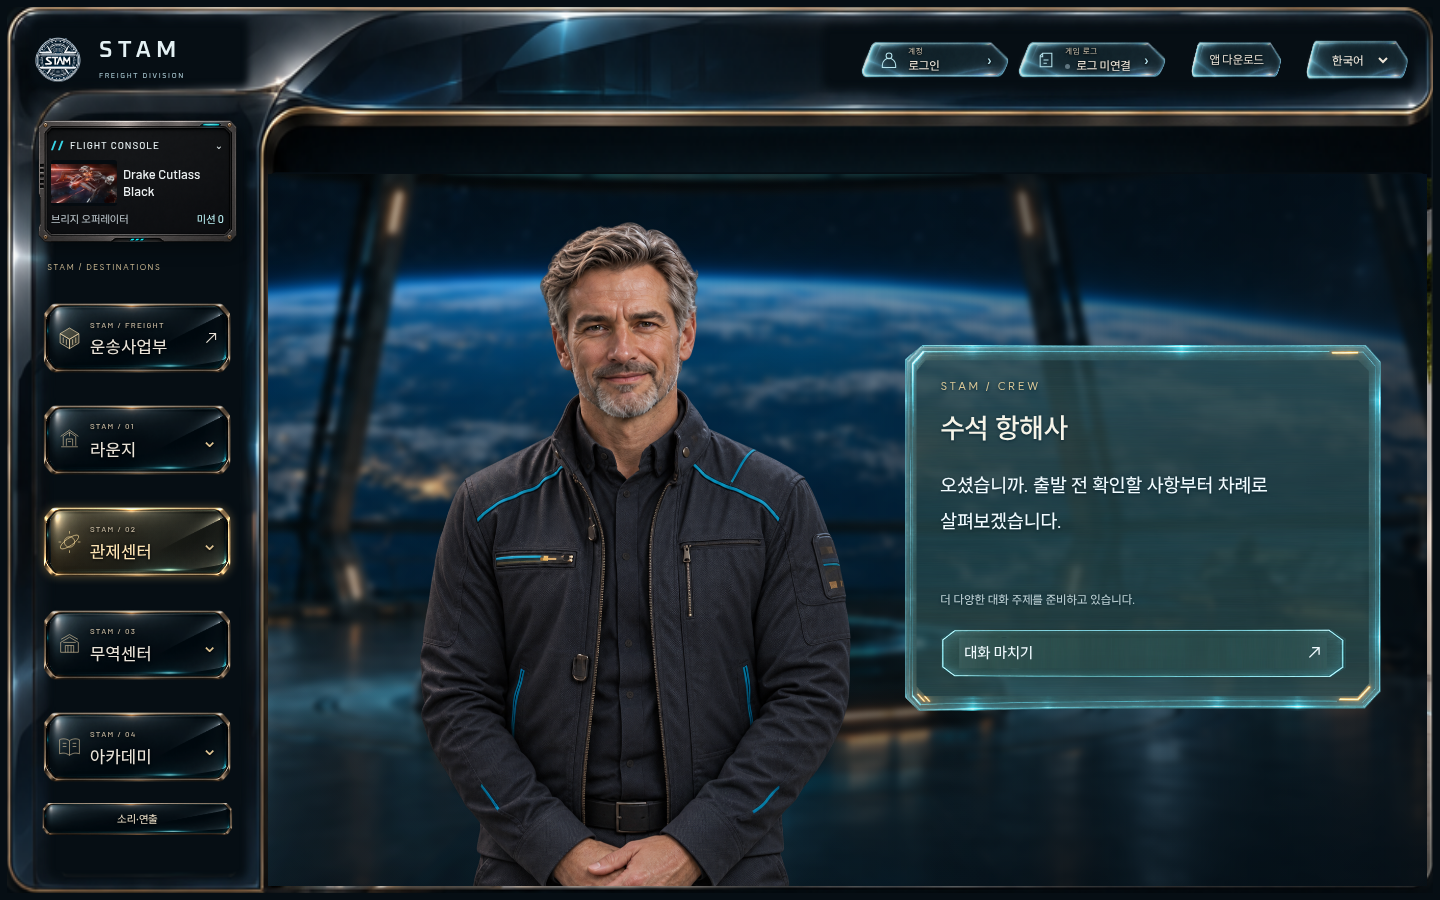 STAM
STAM
FREIGHT DIVISION
계정
로그인
게임 로그
로그 미연결
앱 다운로드
한국어
// FLIGHT CONSOLE
Drake Cutlass
Black
브리지 오퍼레이터
미션 0
STAM / DESTINATIONS
STAM / FREIGHT
운송사업부
STAM / 01
라운지
STAM / 02
관제센터
STAM / 03
무역센터
STAM / 04
아카데미
소리·연출
STAM / CREW
수석 항해사
오셨습니까. 출발 전 확인할 사항부터 차례로
살펴보겠습니다.
더 다양한 대화 주제를 준비하고 있습니다.
대화 마치기